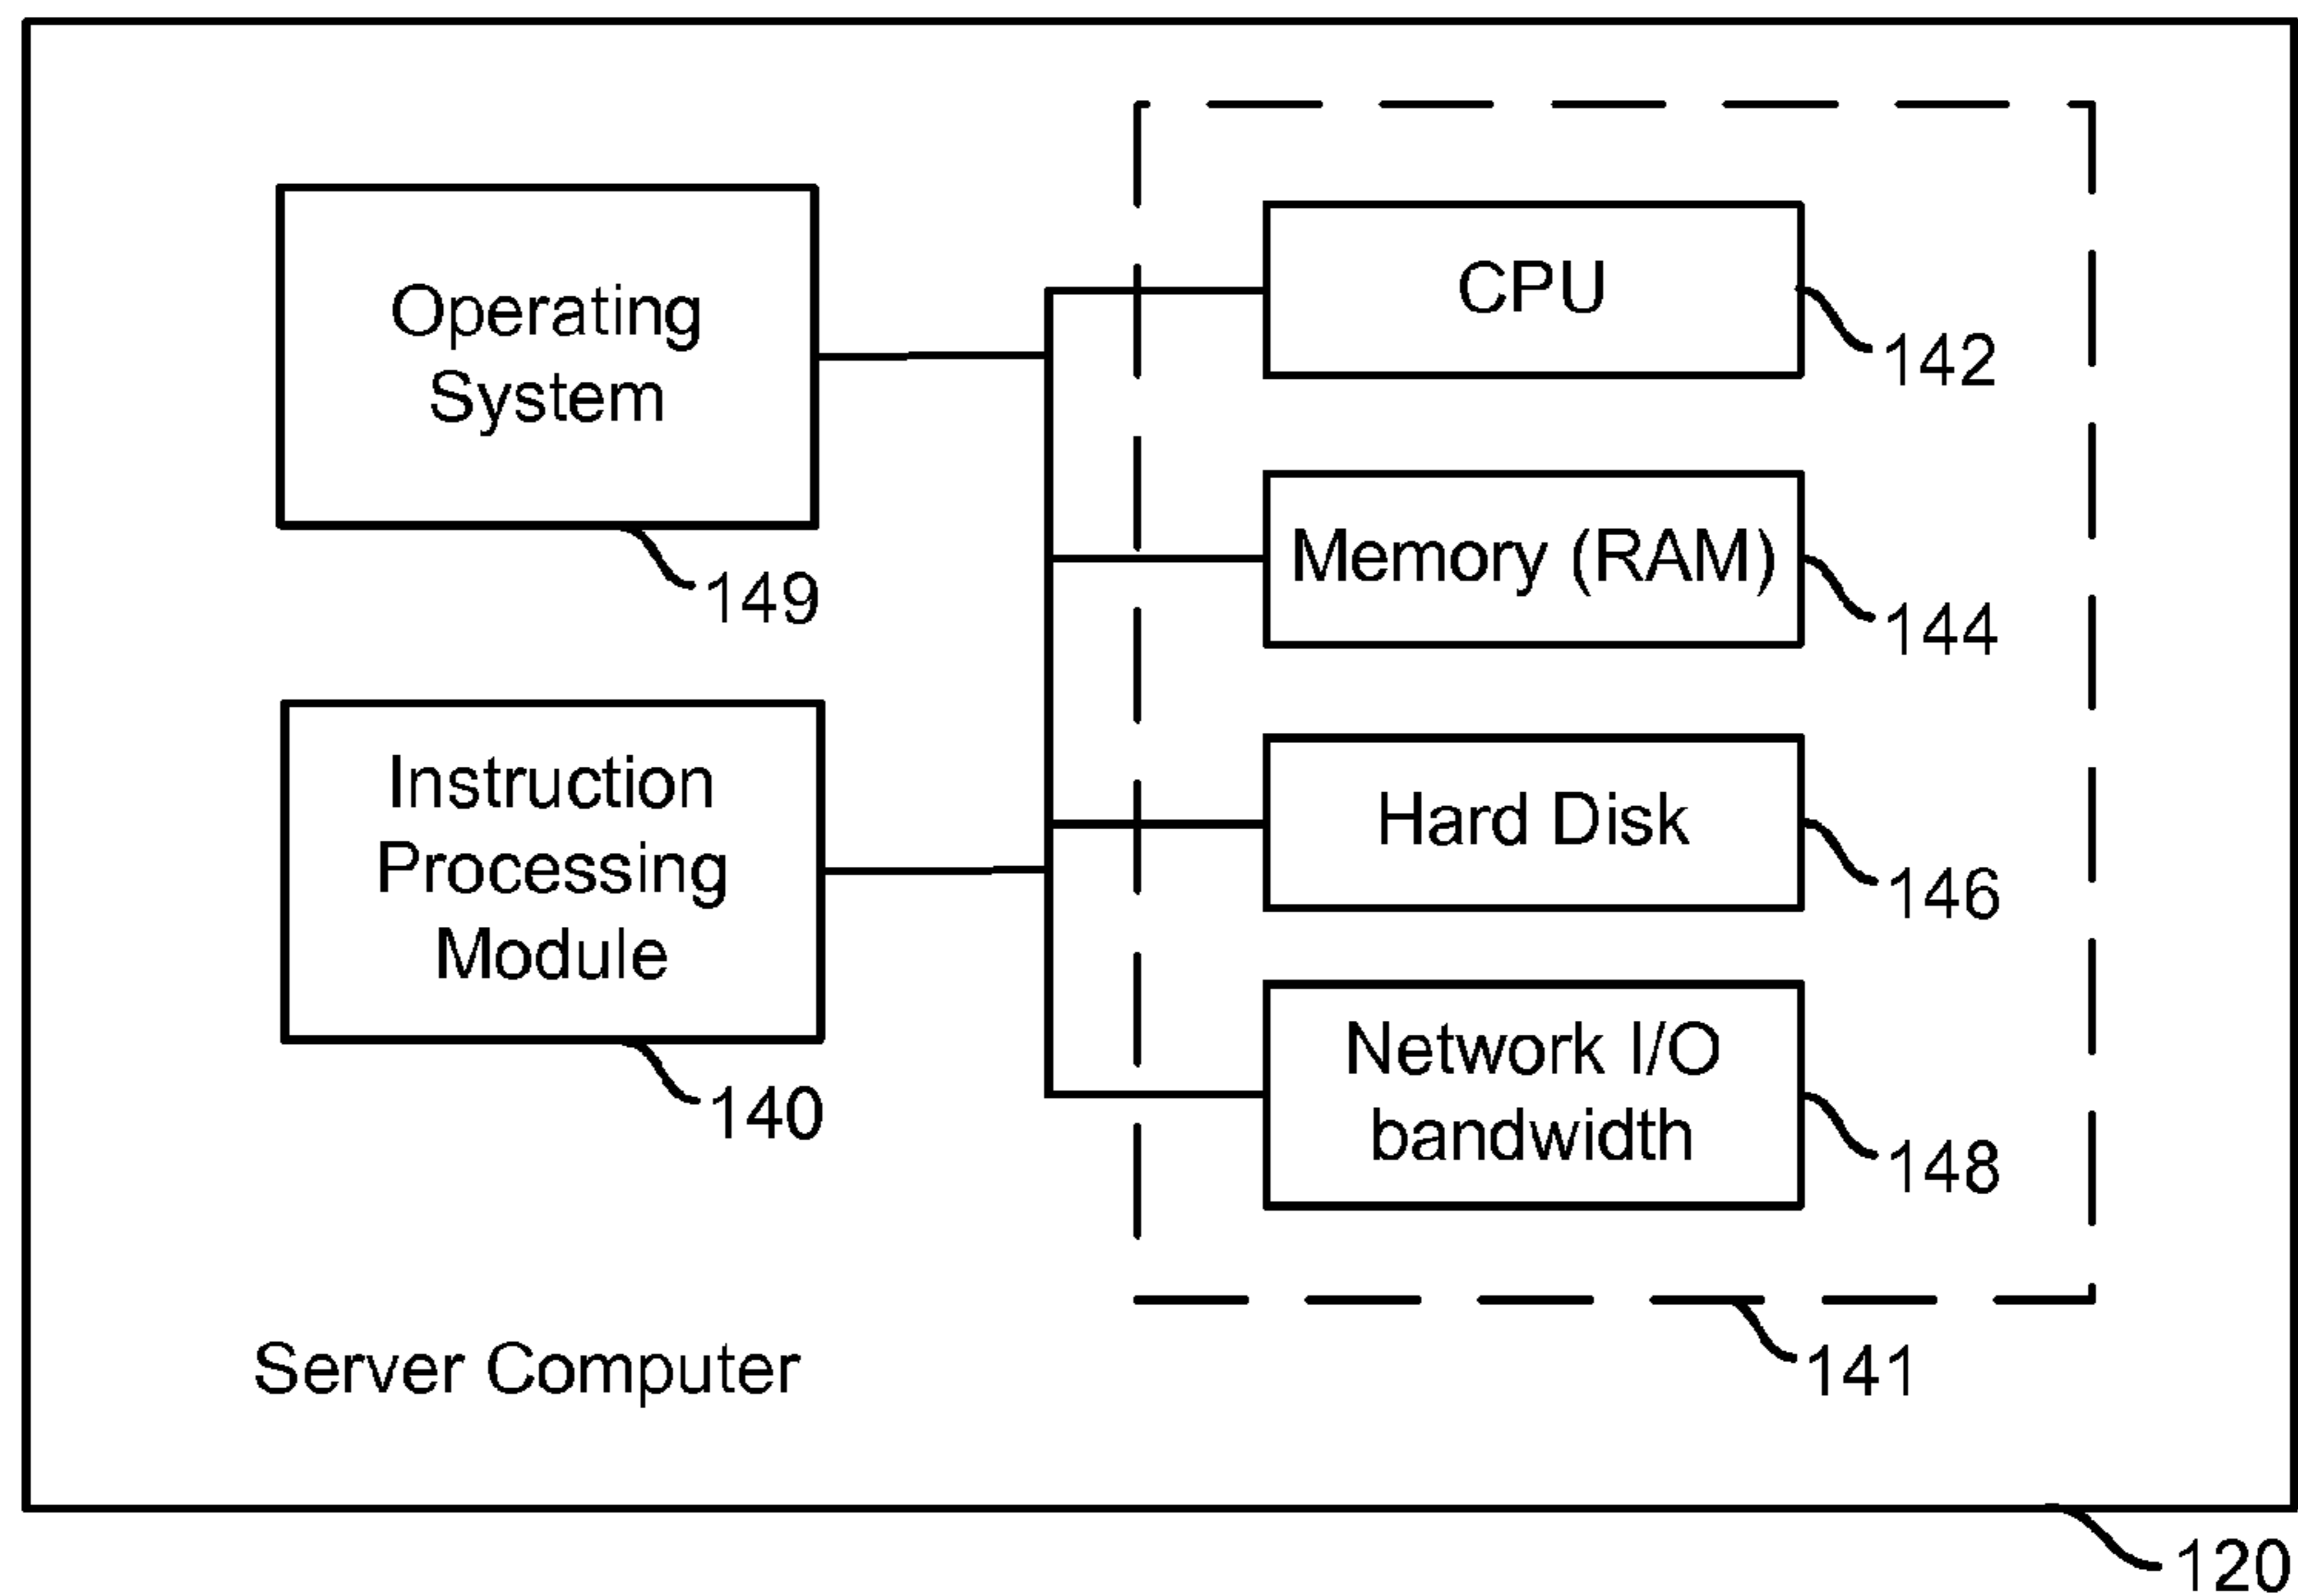 Operating
System
149
Instruction
Processing
Module
140
CPU
142
Memory (RAM)
144
Hard Disk
146
Network I/O
bandwidth
148
141
Server Computer
120